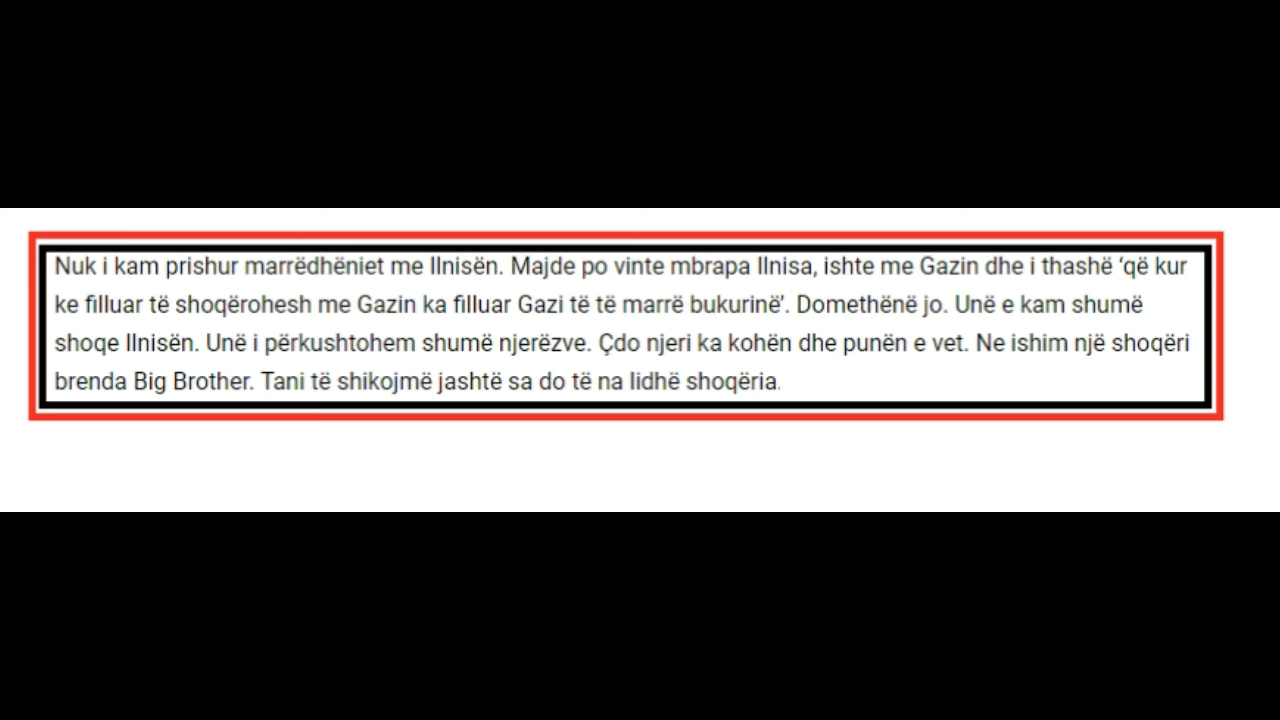 Nuk i kam prishur marrëdhëniet me Ilnisën. Majde po vinte mbrapa Ilnisa, ishte me Gazin dhe i thashë ‘që kur
ke filluar të shoqërohesh me Gazin ka filluar Gazi të të marrë bukurinë’. Domethënë jo. Unë e kam shumë
shoqe Ilnisën. Unë i përkushtohem shumë njerëzve. Çdo njeri ka kohën dhe punën e vet. Ne ishim një shoqëri
brenda Big Brother. Tani të shikojmë jashtë sa do të na lidhë shoqëria.